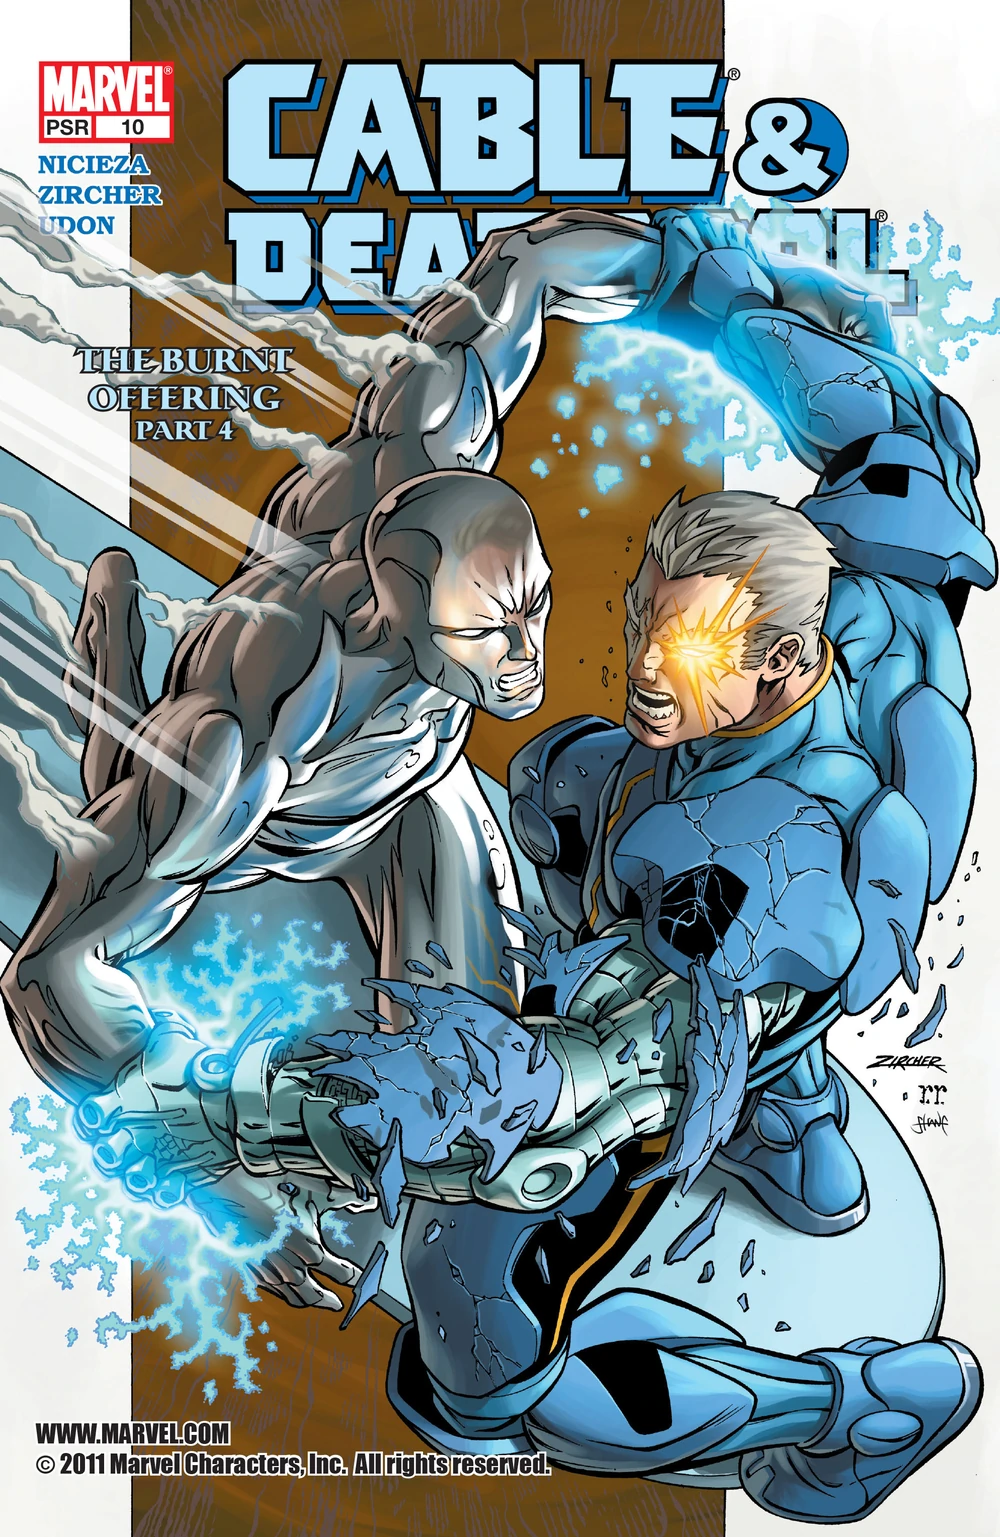 MARVEL®
PSR 10
NICIEZA
ZIRCHER
UDON
CABLE® &
DEADPOOL®
THE BURNT
OFFERING
PART 4
ZIRCHER
r.r.
WWW.MARVEL.COM
© 2011 Marvel Characters, Inc. All rights reserved.